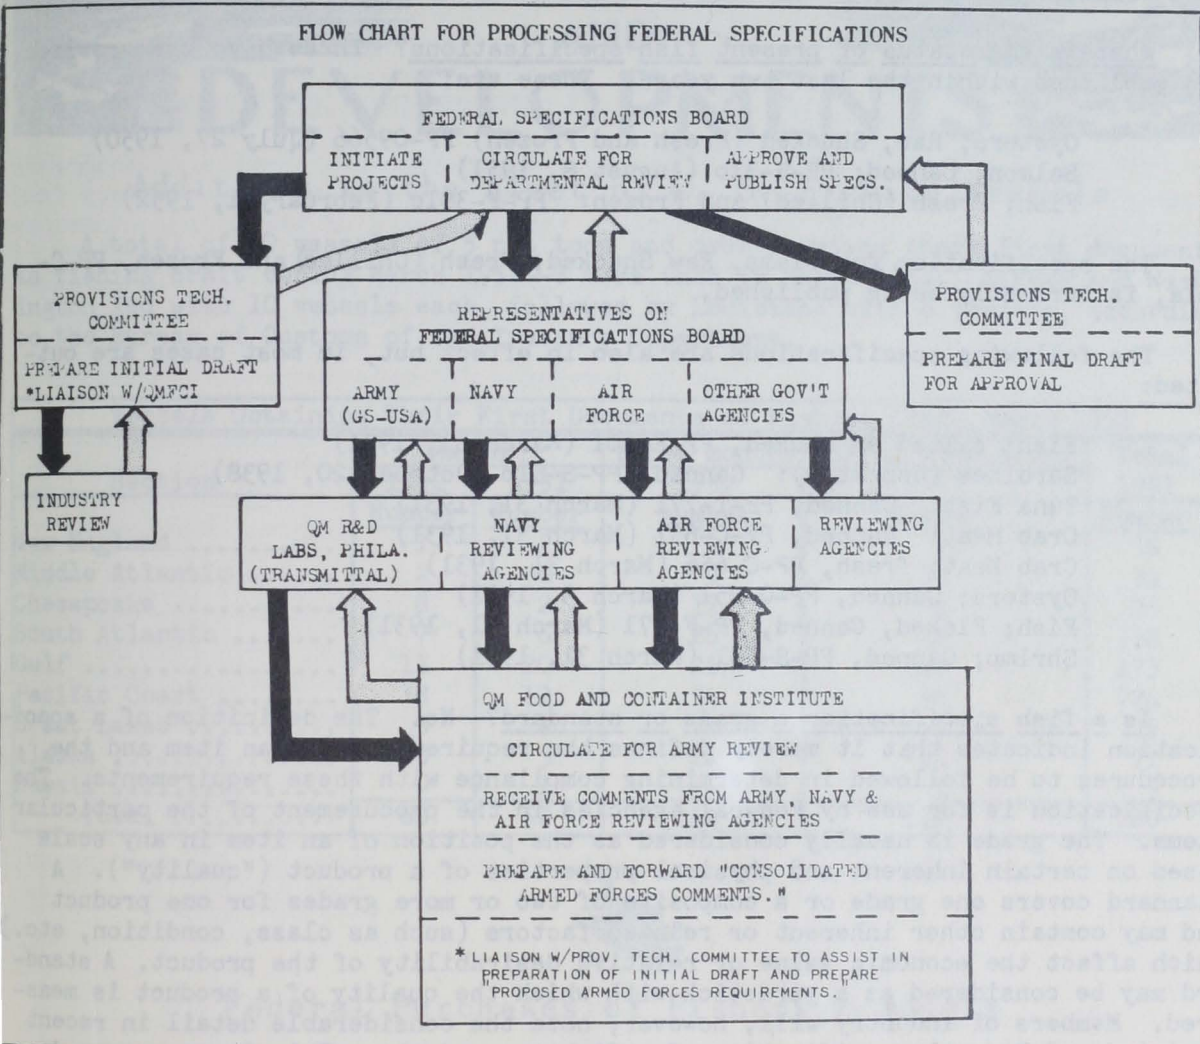 FLOW CHART FOR PROCESSING FEDERAL SPECIFICATIONS
FEDERAL SPECIFICATIONS BOARD
INITIATE
PROJECTS
CIRCULATE FOR
DEPARTMENTAL REVIEW
APPROVE AND
PUBLISH SPECS.
PROVISIONS TECH.
COMMITTEE
PREPARE INITIAL DRAFT
*LIAISON W/QMFCI
REPRESENTATIVES ON
FEDERAL SPECIFICATIONS BOARD
ARMY
(GS-USA)
NAVY
AIR
FORCE
OTHER GOV'T
AGENCIES
PROVISIONS TECH.
COMMITTEE
PREPARE FINAL DRAFT
FOR APPROVAL
INDUSTRY
REVIEW
QM R&D
LABS, PHILA.
(TRANSMITTAL)
NAVY
REVIEWING
AGENCIES
AIR FORCE
REVIEWING
AGENCIES
REVIEWING
AGENCIES
QM FOOD AND CONTAINER INSTITUTE
CIRCULATE FOR ARMY REVIEW
RECEIVE COMMENTS FROM ARMY, NAVY &
AIR FORCE REVIEWING AGENCIES
PREPARE AND FORWARD "CONSOLIDATED
ARMED FORCES COMMENTS."
* LIAISON W/PROV. TECH. COMMITTEE TO ASSIST IN
PREPARATION OF INITIAL DRAFT AND PREPARE
"PROPOSED ARMED FORCES REQUIREMENTS."